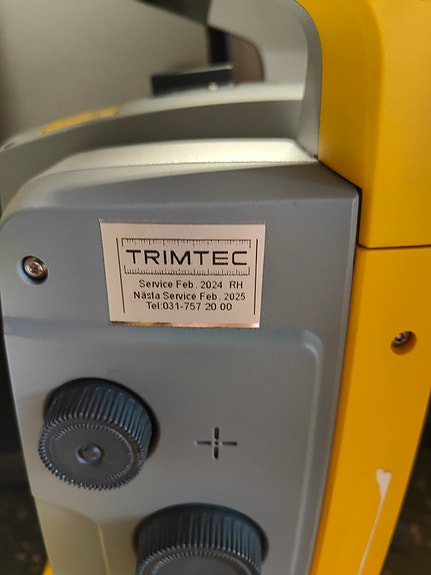 TRIMTEC
Service Feb. 2024 RH
Nästa Service Feb. 2025
Tel:031-757 20 00